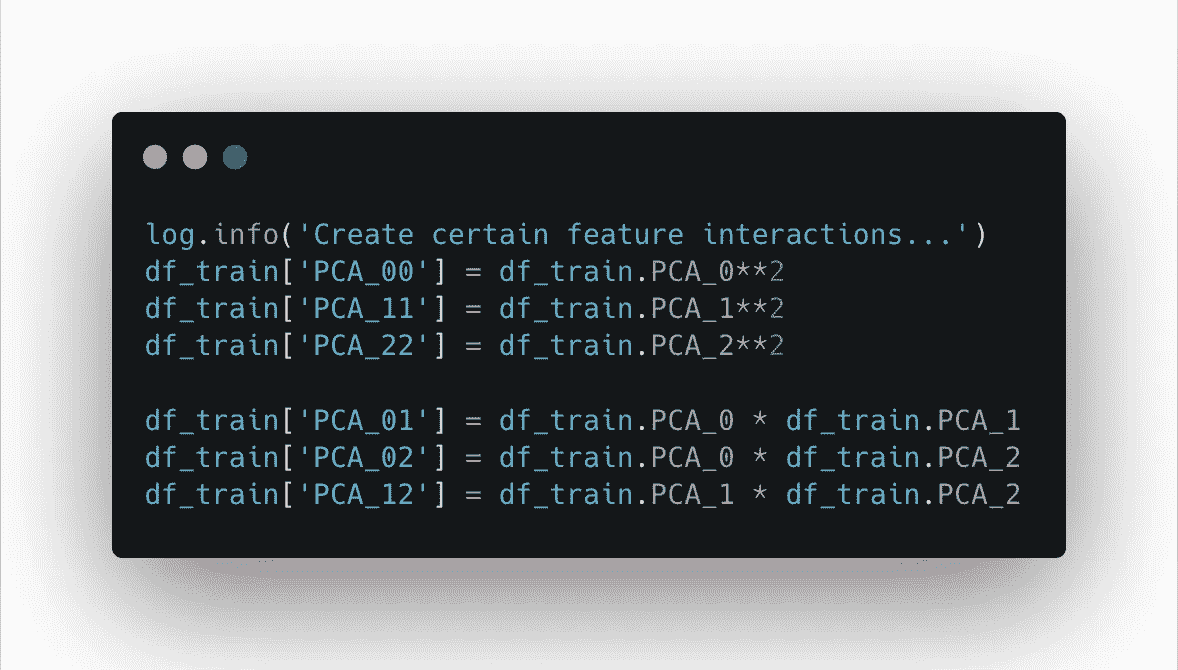 log.info('Create certain feature interactions...')
df_train['PCA_00'] = df_train.PCA_0**2
df_train['PCA_11'] = df_train.PCA_1**2
df_train['PCA_22'] = df_train.PCA_2**2
df_train['PCA_01'] = df_train.PCA_0 * df_train.PCA_1
df_train['PCA_02'] = df_train.PCA_0 * df_train.PCA_2
df_train['PCA_12'] = df_train.PCA_1 * df_train.PCA_2